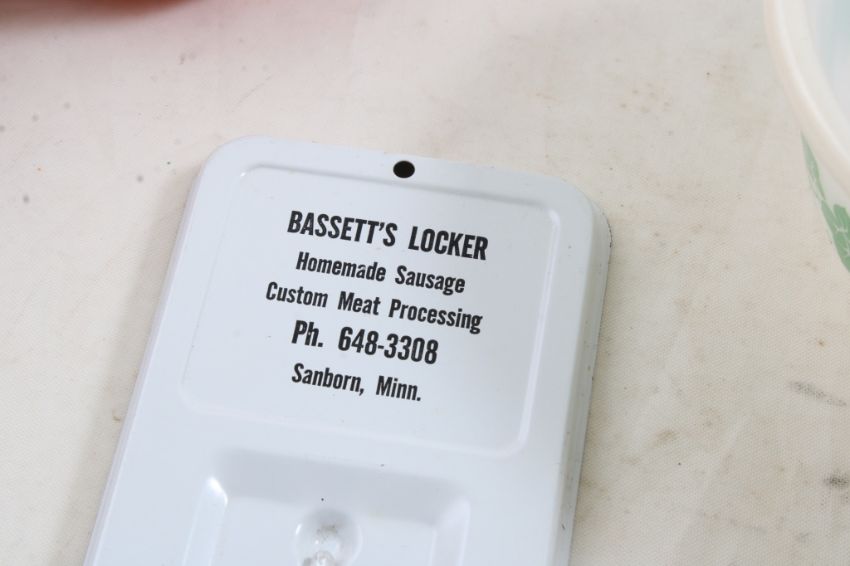 BASSETT'S LOCKER
Homemade Sausage
Custom Meat Processing
Ph. 648-3308
Sanborn, Minn.